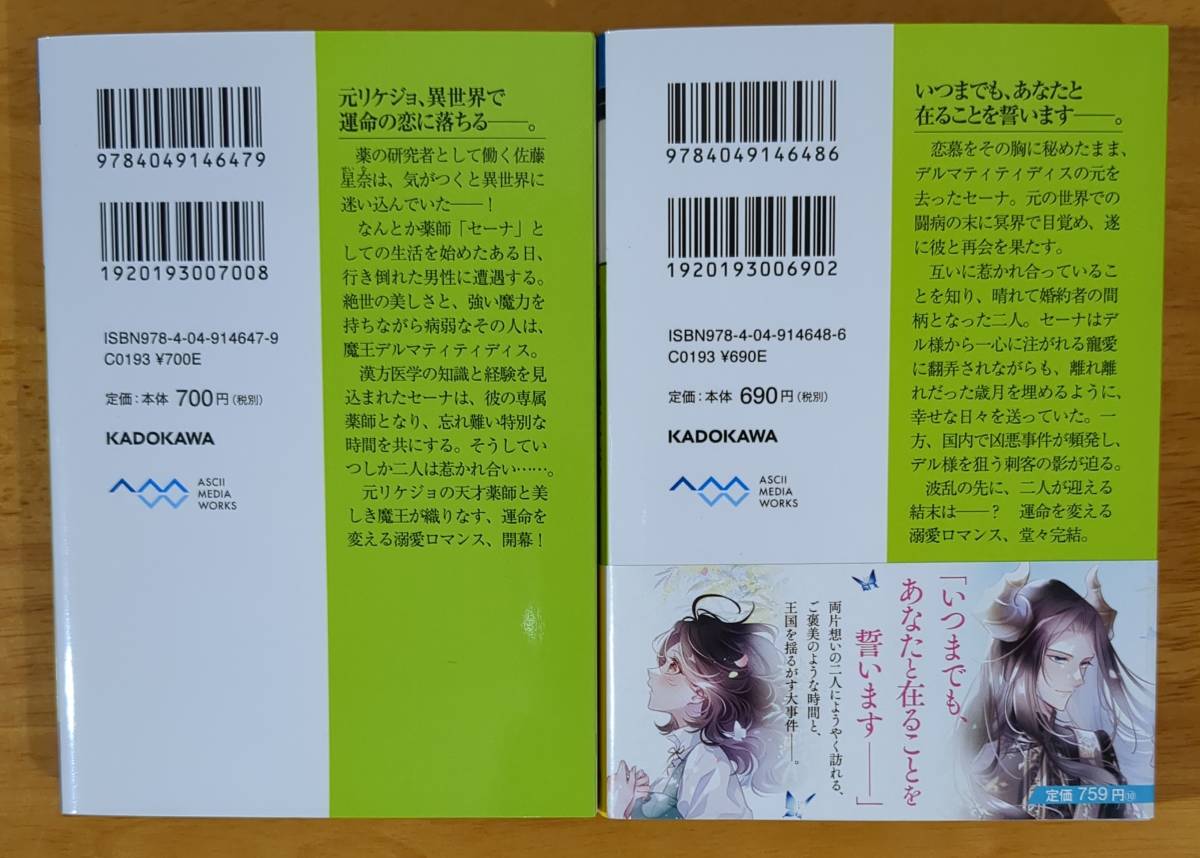 9784049146479
1920193007008
ISBN978-4-04-914647-9
C0193 ¥700E
定価:本体 700円(税別)
KADOKAWA
ASCII
MEDIA
WORKS
元リケジョ、異世界で
運命の恋に落ちる――。
薬の研究者として働く佐藤
星奈は、気がつくと異世界に
迷い込んでいた――!
なんとか薬師「セーナ」と
しての生活を始めたある日、
行き倒れた男性に遭遇する。
絶世の美しさと、強い魔力を
持ちながら病弱なその人は、
魔王デルマティティディス。
漢方医学の知識と経験を見
込まれたセーナは、彼の専属
薬師となり、忘れ難い特別な
時間を共にする。そうしてい
つしか二人は惹かれ合い……。
元リケジョの天才薬師と美
しき魔王が織りなす、運命を
変える溺愛ロマンス、開幕!
9784049146486
1920193006902
ISBN978-4-04-914648-6
C0193 ¥690E
定価:本体 690円(税別)
KADOKAWA
ASCII
MEDIA
WORKS
いつまでも、あなたと
在ることを誓います――。
恋慕をその胸に秘めたまま、
デルマティティディスの元を
去ったセーナ。元の世界での
闘病の末に冥界で目覚め、遂
に彼と再会を果たす。
互いに惹かれ合っているこ
とを知り、晴れて婚約者の間
柄となった二人。セーナはデ
ル様から一心に注がれる寵愛
に翻弄されながらも、離れ離
れだった歳月を埋めるように、
幸せな日々を送っていた。一
方、国内で凶悪事件が頻発し、
デル様を狙う刺客の影が迫る。
波乱の先に、二人が迎える
結末は――? 運命を変える
溺愛ロマンス、堂々完結。
「いつまでも、
あなたと在ることを
誓います――」
両片想いの二人にようやく訪れる、
ご褒美のような時間と、
王国を揺るがす大事件――。
定価 759円⑩